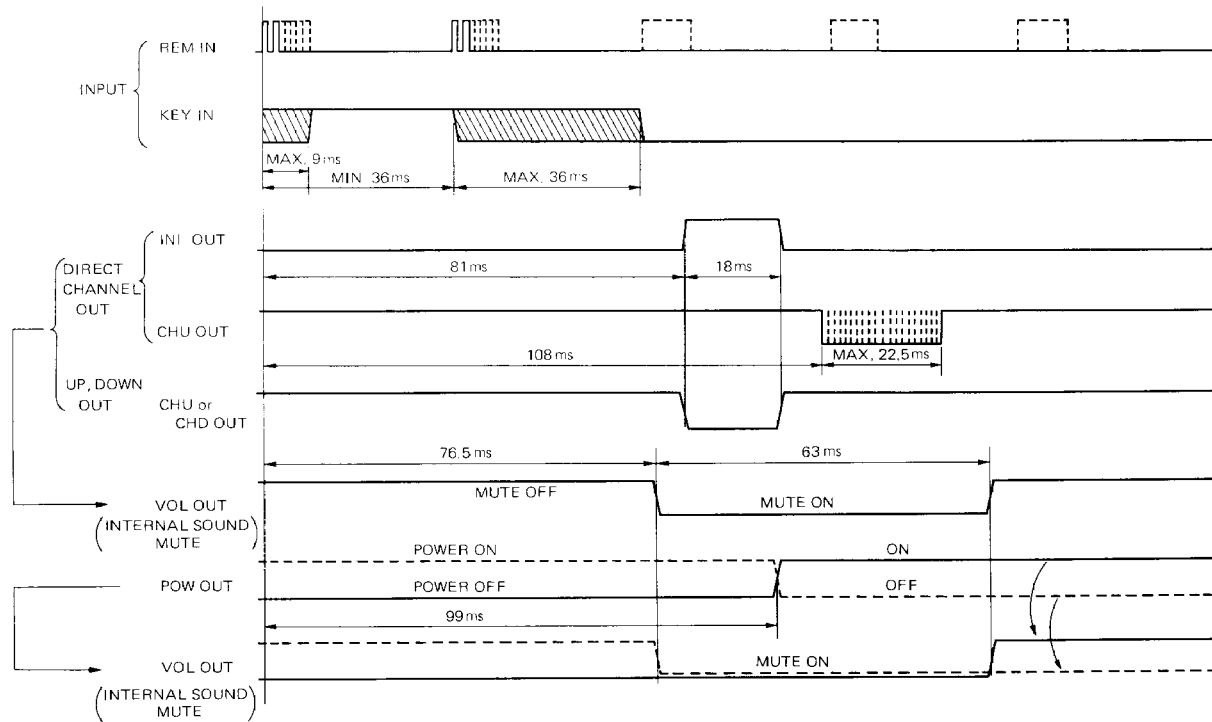 REM IN
INPUT
KEY IN
MAX, 9ms
MIN 36ms
MAX, 36ms
INI OUT
81ms
18ms
DIRECT
CHANNEL
OUT
CHU OUT
108ms
MAX, 22,5ms
UP, DOWN
OUT
CHU or
CHD OUT
76,5ms
63ms
MUTE OFF
VOL OUT
MUTE ON
(INTERNAL SOUND
MUTE)
POWER ON
ON
POW OUT
POWER OFF
OFF
99ms
VOL OUT
MUTE ON
(INTERNAL SOUND
MUTE)